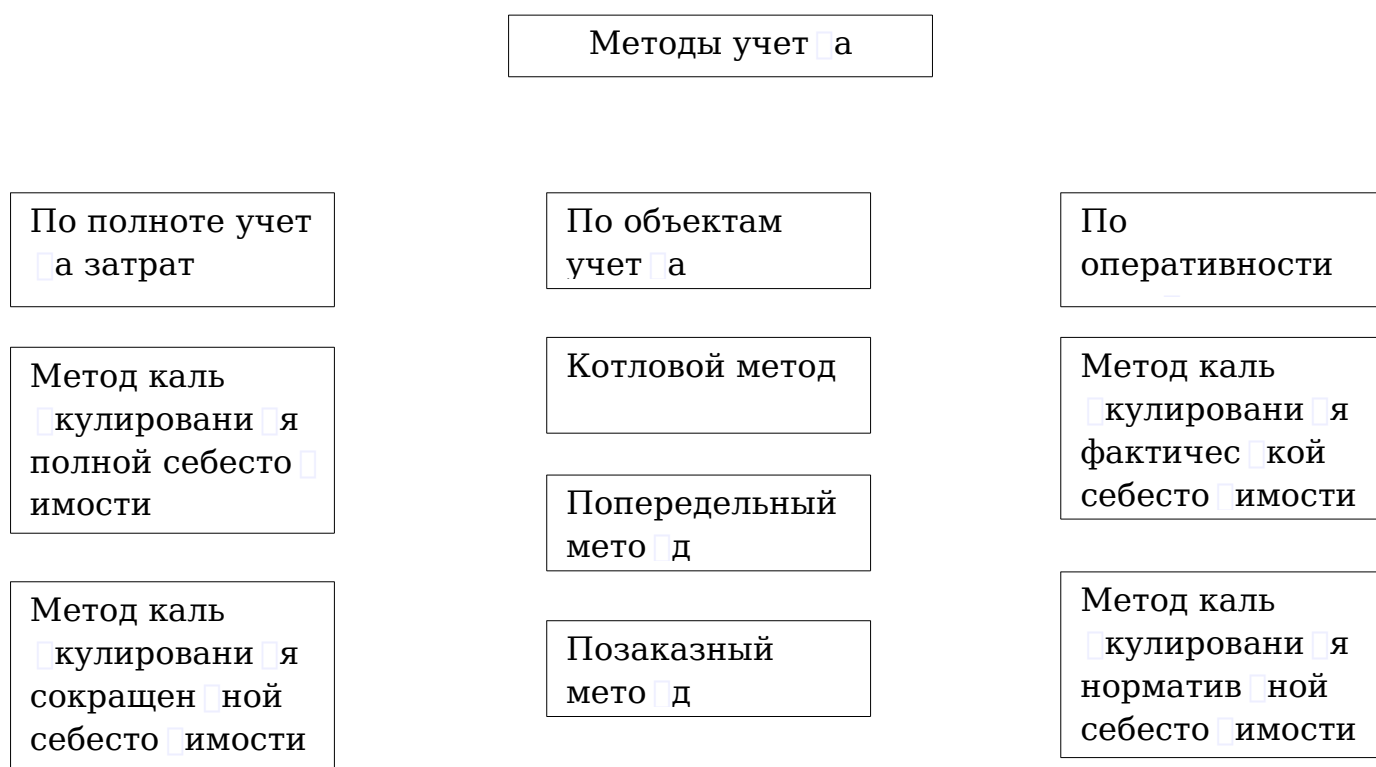 Методы учет а
По полноте учет
а затрат
Метод каль
кулировани я
полной себесто
имости
Метод каль
кулировани я
сокращен ной
себесто имости
По объектам
учет а
Котловой метод
Попередельный
мето д
Позаказный
мето д
По
оперативности
Метод каль
кулировани я
фактичес кой
себесто имости
Метод каль
кулировани я
норматив ной
себесто имости